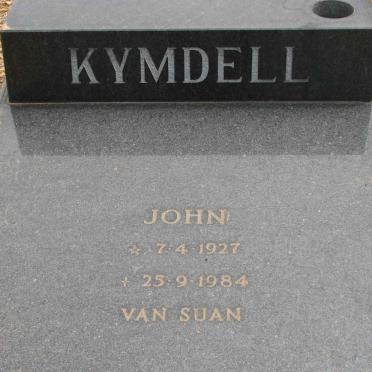 KYMDELL
JOHN
☆ 7·4·1927
† 25·9·1984
VAN SUAN